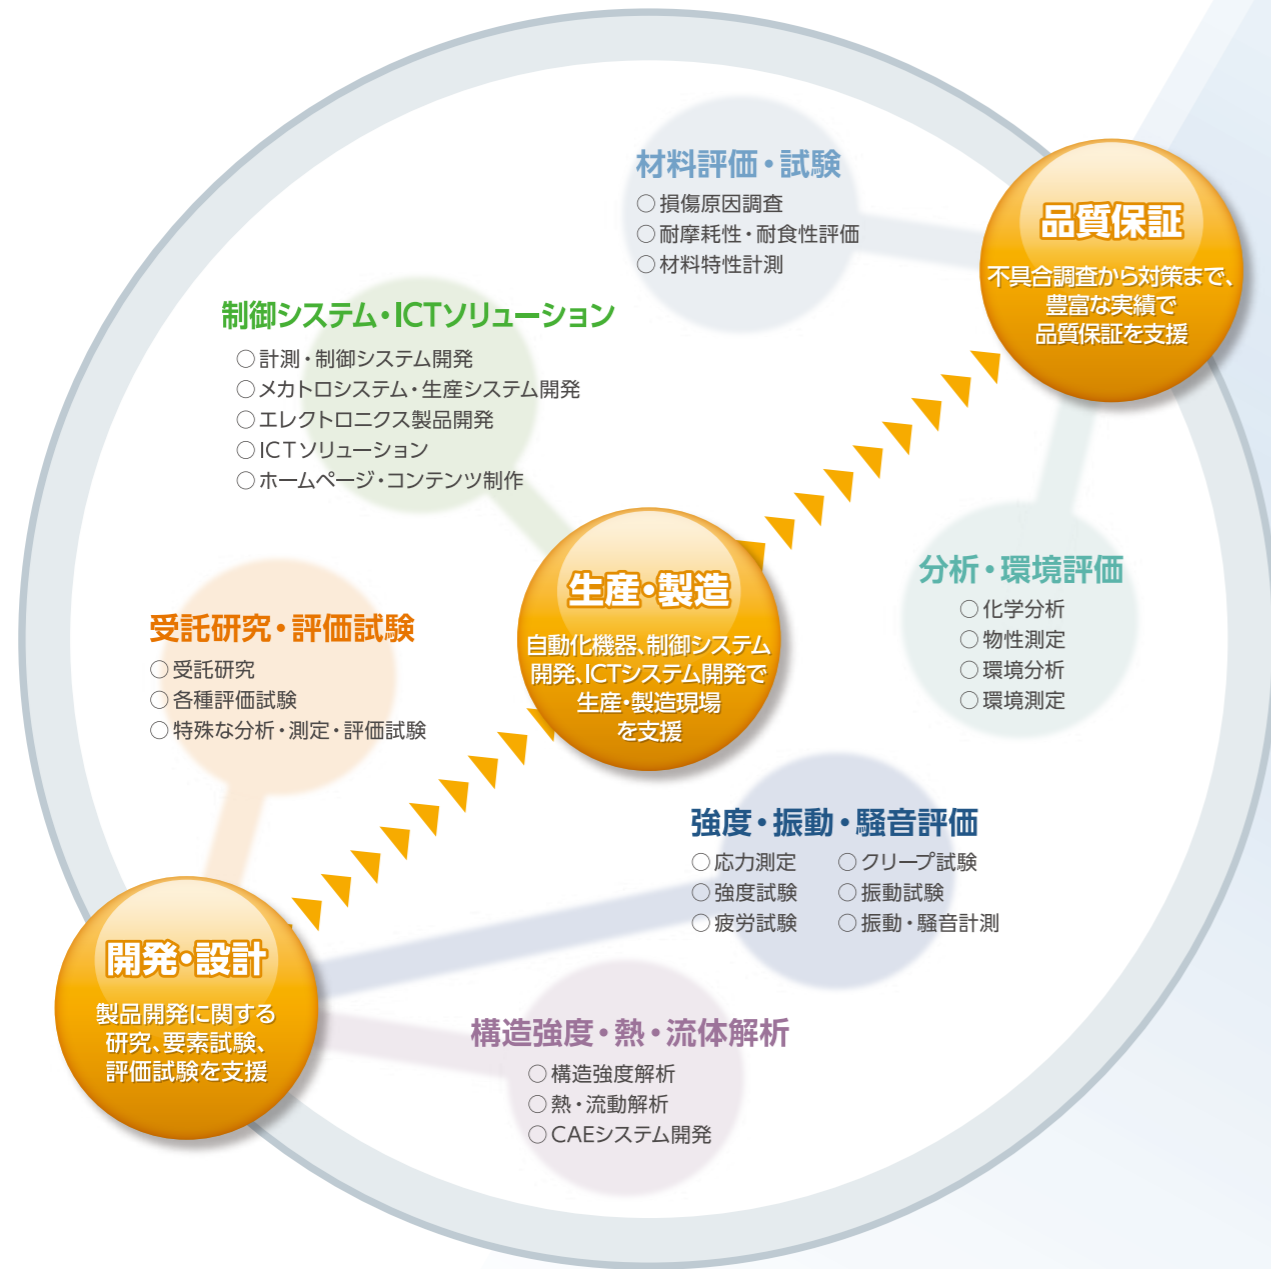 材料評価・試験
○損傷原因調査
○耐摩耗性・耐食性評価
○材料特性計測
品質保証
不具合調査から対策まで、
豊富な実績で
品質保証を支援
制御システム・ICTソリューション
○計測・制御システム開発
○メカトロシステム・生産システム開発
○エレクトロニクス製品開発
○ICTソリューション
○ホームページ・コンテンツ制作
生産・製造
自動化機器、制御システム
開発、ICTシステム開発で
生産・製造現場
を支援
分析・環境評価
○化学分析
○物性測定
○環境分析
○環境測定
受託研究・評価試験
○受託研究
○各種評価試験
○特殊な分析・測定・評価試験
強度・振動・騒音評価
○応力測定 ○クリープ試験
○強度試験 ○振動試験
○疲労試験 ○振動・騒音計測
開発・設計
製品開発に関する
研究、要素試験、
評価試験を支援
構造強度・熱・流体解析
○構造強度解析
○熱・流動解析
○CAEシステム開発